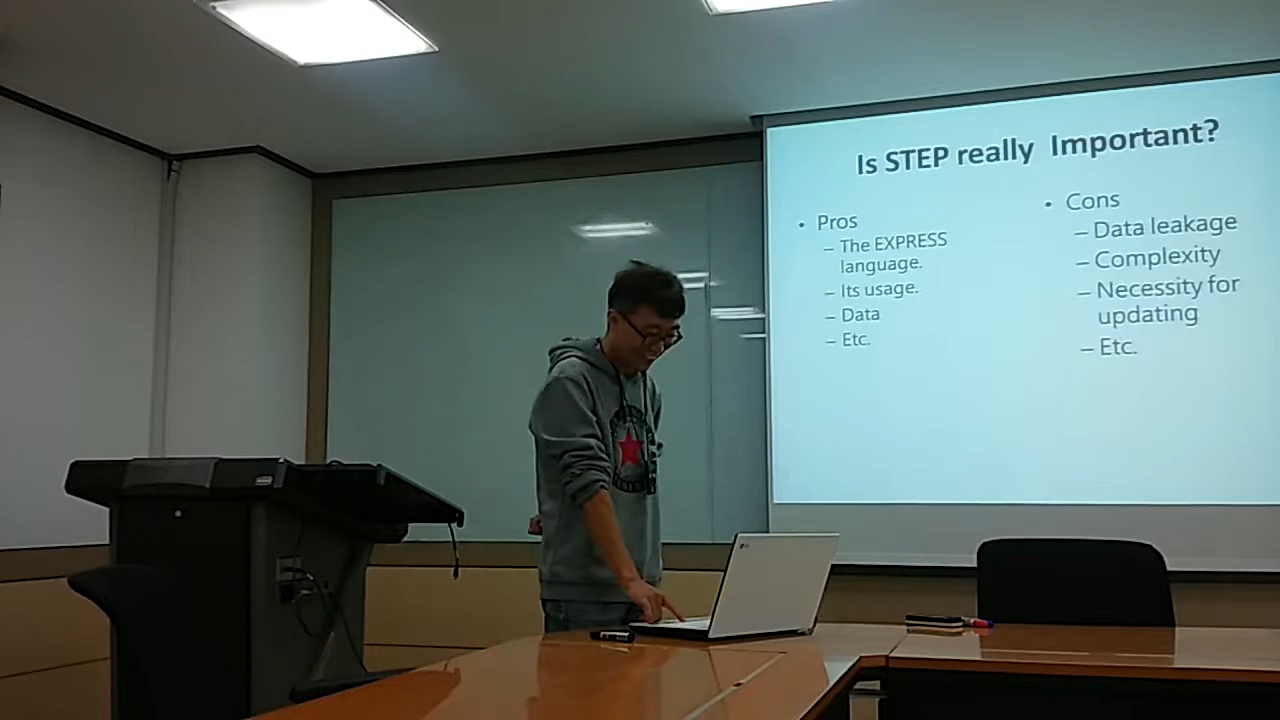 Is STEP really Important?
• Pros
– The EXPRESS
language.
– Its usage.
– Data
– Etc.
• Cons
– Data leakage
– Complexity
– Necessity for
updating
– Etc.